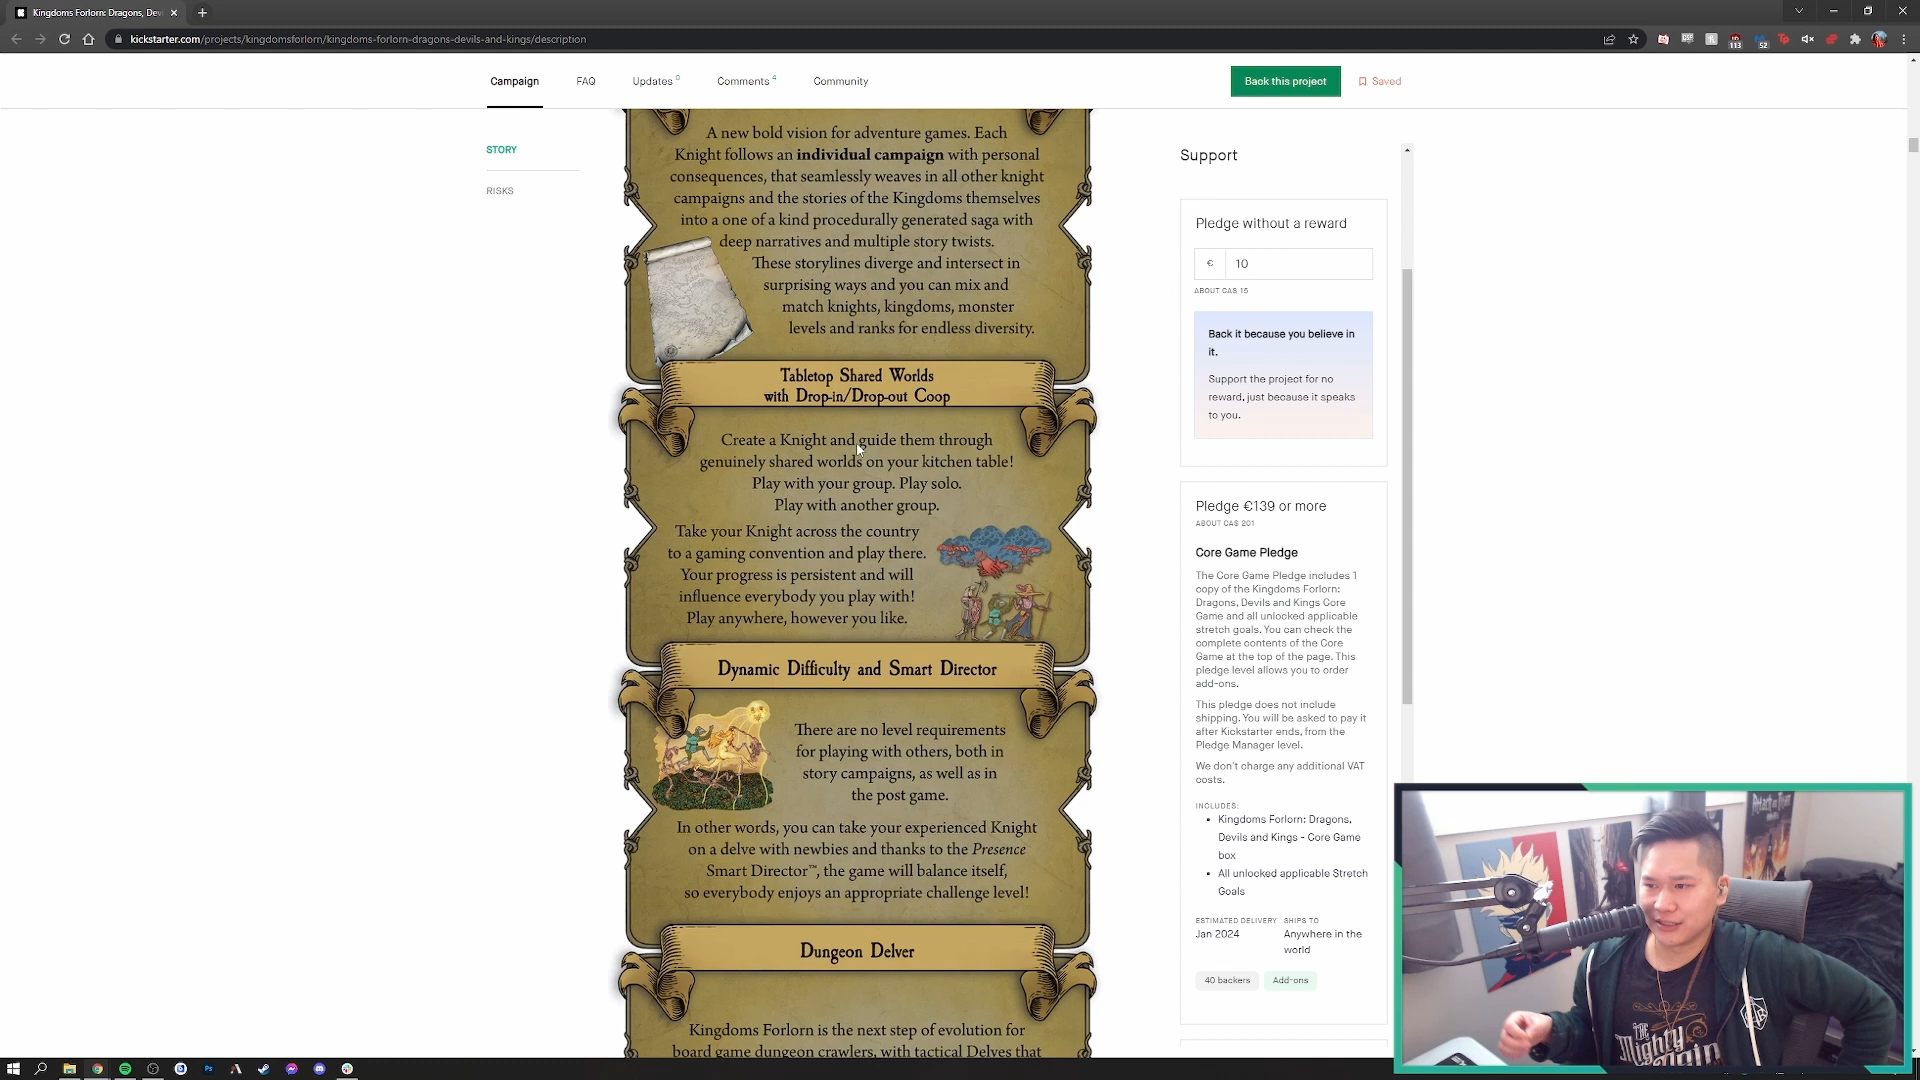 Kingdoms Forlorn: Dragons, Dev
kickstarter.com/projects/kingdomsforlorn/kingdoms-forlorn-dragons-devils-and-kings/description
113
52
Campaign
FAQ
Updates 0
Comments 4
Community
Back this project
Saved
STORY
RISKS
A new bold vision for adventure games. Each
Knight follows an individual campaign with personal
consequences, that seamlessly weaves in all other knight
campaigns and the stories of the Kingdoms themselves
into a one of a kind procedurally generated saga with
deep narratives and multiple story twists.
These storylines diverge and intersect in
surprising ways and you can mix and
match knights, kingdoms, monster
levels and ranks for endless diversity.
Tabletop Shared Worlds
with Drop-in/Drop-out Coop
Create a Knight and guide them through
genuinely shared worlds on your kitchen table!
Play with your group. Play solo.
Play with another group.
Take your Knight across the country
to a gaming convention and play there.
Your progress is persistent and will
influence everybody you play with!
Play anywhere, however you like.
Dynamic Difficulty and Smart Director
There are no level requirements
for playing with others, both in
story campaigns, as well as in
the post game.
In other words, you can take your experienced Knight
on a delve with newbies and thanks to the Presence
Smart Director™, the game will balance itself,
so everybody enjoys an appropriate challenge level!
Dungeon Delver
Kingdoms Forlorn is the next step of evolution for
board game dungeon crawlers, with tactical Delves that
Support
Pledge without a reward
€ 10
ABOUT CA$ 15
Back it because you believe in
it.
Support the project for no
reward, just because it speaks
to you.
Pledge €139 or more
ABOUT CA$ 201
Core Game Pledge
The Core Game Pledge includes 1
copy of the Kingdoms Forlorn:
Dragons, Devils and Kings Core
Game and all unlocked applicable
stretch goals. You can check the
complete contents of the Core
Game at the top of the page. This
pledge level allows you to order
add-ons.
This pledge does not include
shipping. You will be asked to pay it
after Kickstarter ends, from the
Pledge Manager level.
We don't charge any additional VAT
costs.
INCLUDES:
Kingdoms Forlorn: Dragons,
Devils and Kings - Core Game
box
All unlocked applicable Stretch
Goals
ESTIMATED DELIVERY
Jan 2024
SHIPS TO
Anywhere in the
world
40 backers
Add-ons
Attack on Titan
Mighty